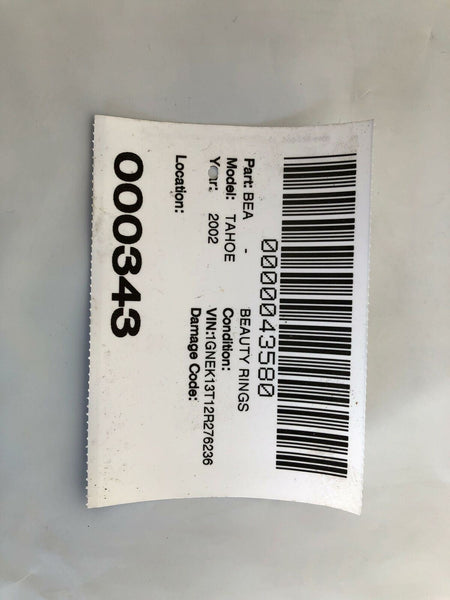 0000043580
Part: BEA - BEAUTY RINGS
Model: TAHOE Condition:
Year: 2002 VIN:1GNEK13T12R276236
Damage Code:
Location:
000343